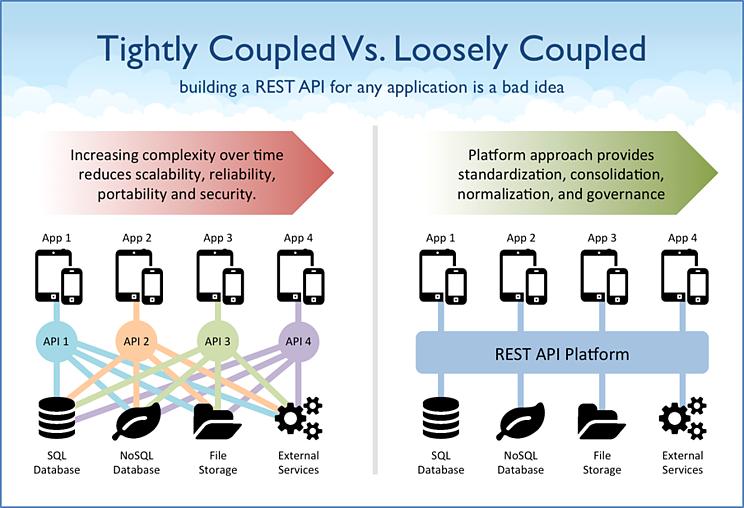 Tightly Coupled Vs. Loosely Coupled
building a REST API for any application is a bad idea
Increasing complexity over time
reduces scalability, reliability,
portability and security.
App 1 App 2 App 3 App 4
API 1 API 2 API 3 API 4
SQL Database
NoSQL Database
File Storage
External Services
Platform approach provides
standardization, consolidation,
normalization, and governance
App 1 App 2 App 3 App 4
REST API Platform
SQL Database
NoSQL Database
File Storage
External Services